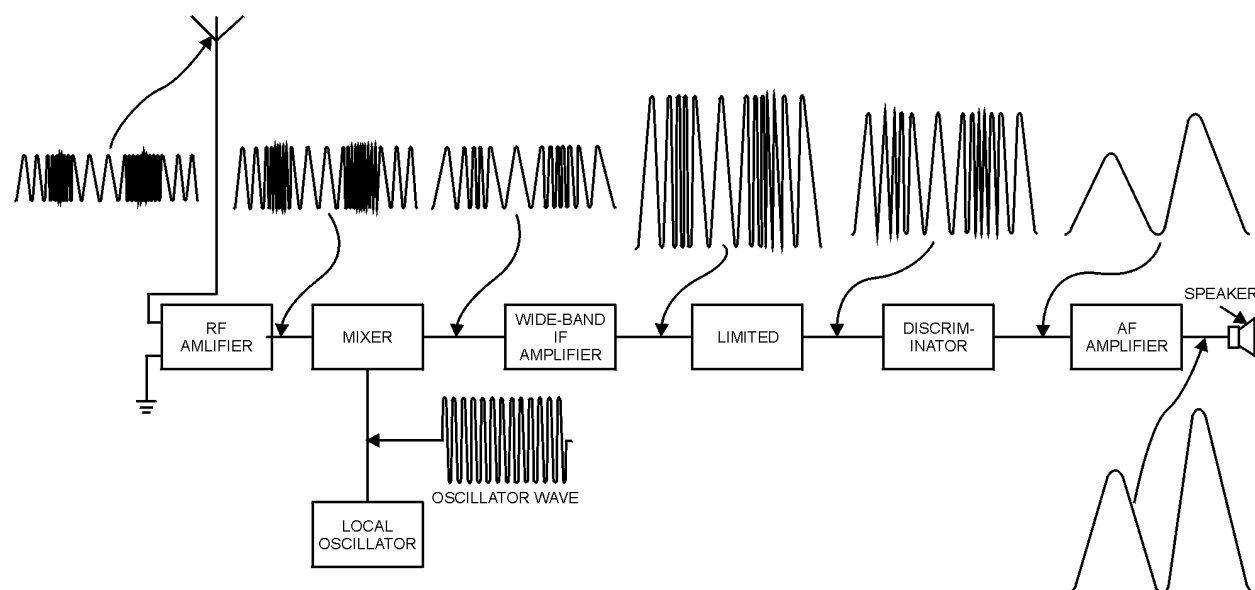 SPEAKER
RF
AMLIFIER
MIXER
WIDE-BAND
IF
AMPLIFIER
LIMITED
DISCRIM-
INATOR
AF
AMPLIFIER
OSCILLATOR WAVE
LOCAL
OSCILLATOR